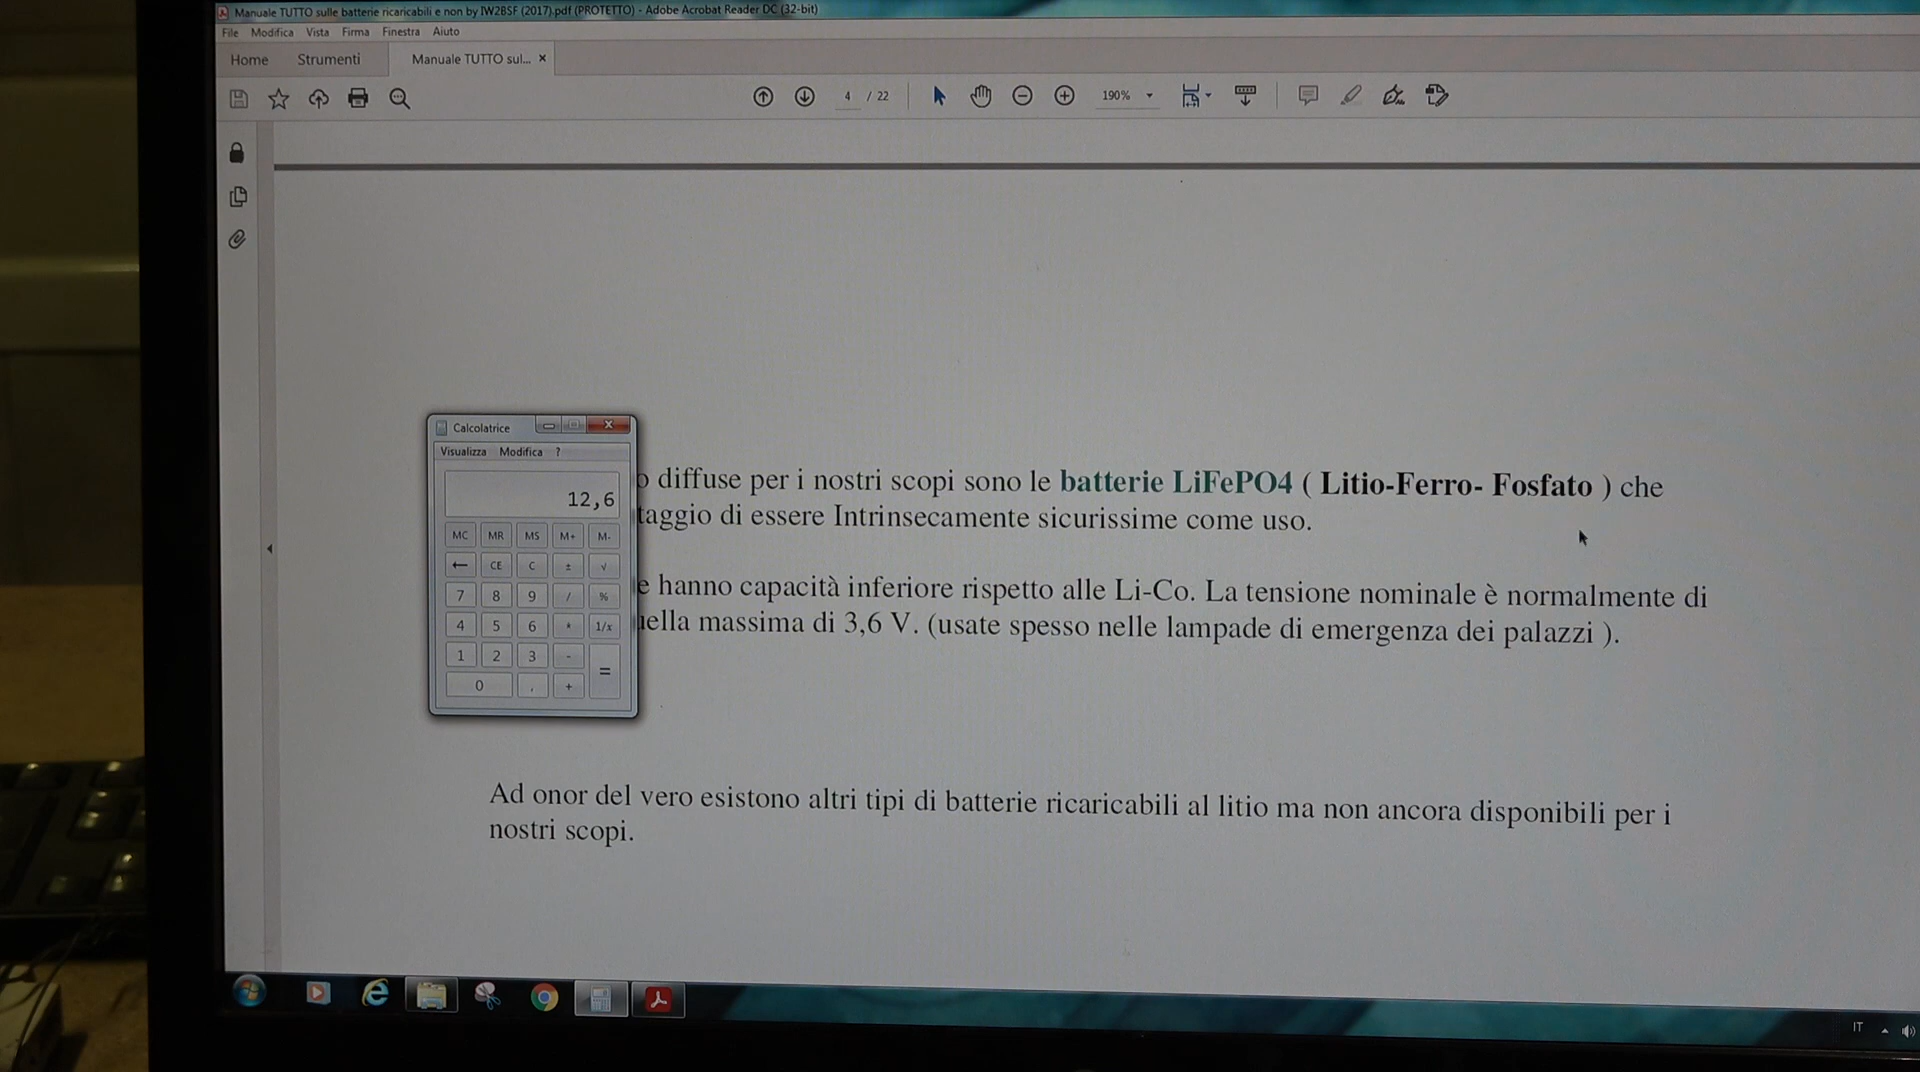 Manuale TUTTO sulle batterie ricaricabili e non by IW2BSF (2017).pdf (PROTETTO) - Adobe Acrobat Reader DC (32-bit)
File Modifica Vista Firma Finestra Aiuto
Home Strumenti Manuale TUTTO sul... ×
4 / 22 190%
Calcolatrice
Visualizza Modifica ?
12,6
MC MR MS M+ M-
← CE C ± √
7 8 9 / %
4 5 6 * 1/x
1 2 3 - =
0 , +
o diffuse per i nostri scopi sono le batterie LiFePO4 ( Litio-Ferro- Fosfato ) che
taggio di essere Intrinsecamente sicurissime come uso.
e hanno capacità inferiore rispetto alle Li-Co. La tensione nominale è normalmente di
ella massima di 3,6 V. (usate spesso nelle lampade di emergenza dei palazzi ).
Ad onor del vero esistono altri tipi di batterie ricaricabili al litio ma non ancora disponibili per i
nostri scopi.
IT